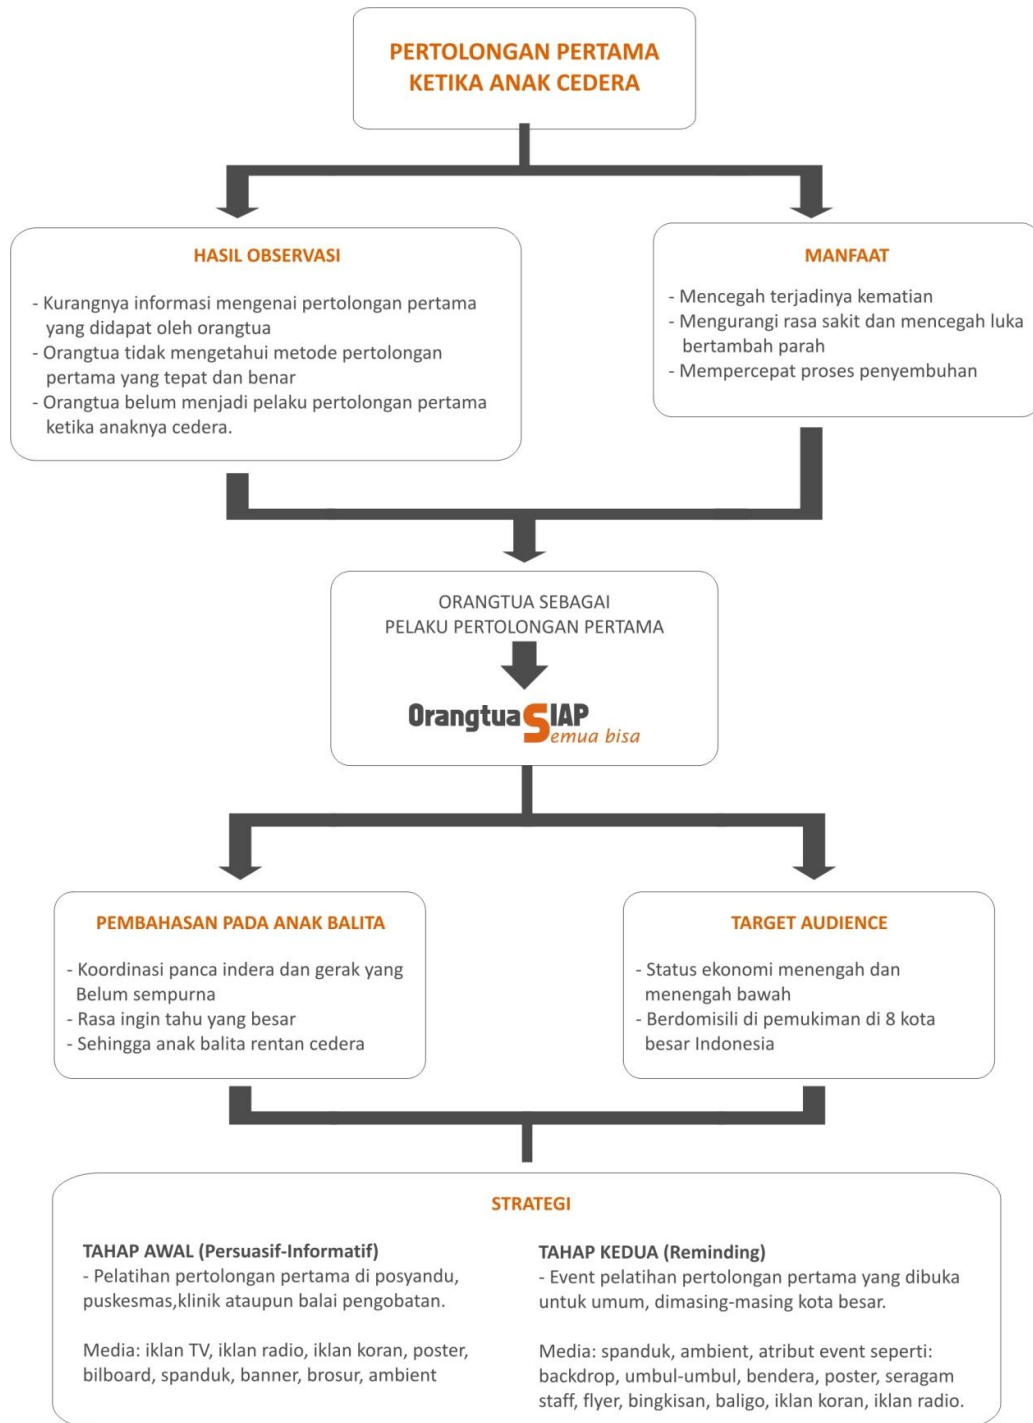 PERTOLONGAN PERTAMA
KETIKA ANAK CEDERA
HASIL OBSERVASI
- Kurangnya informasi mengenai pertolongan pertama
yang didapat oleh orangtua
- Orangtua tidak mengetahui metode pertolongan
pertama yang tepat dan benar
- Orangtua belum menjadi pelaku pertolongan pertama
ketika anaknya cedera.
MANFAAT
- Mencegah terjadinya kematian
- Mengurangi rasa sakit dan mencegah luka
bertambah parah
- Mempercepat proses penyembuhan
ORANGTUA SEBAGAI
PELAKU PERTOLONGAN PERTAMA
Orangtua SIAP
Semua bisa
PEMBAHASAN PADA ANAK BALITA
- Koordinasi panca indera dan gerak yang
Belum sempurna
- Rasa ingin tahu yang besar
- Sehingga anak balita rentan cedera
TARGET AUDIENCE
- Status ekonomi menengah dan
menengah bawah
- Berdomisili di pemukiman di 8 kota
besar Indonesia
STRATEGI
TAHAP AWAL (Persuasif-Informatif)
- Pelatihan pertolongan pertama di posyandu,
puskesmas,klinik ataupun balai pengobatan.
Media: iklan TV, iklan radio, iklan koran, poster,
bilboard, spanduk, banner, brosur, ambient
TAHAP KEDUA (Reminding)
- Event pelatihan pertolongan pertama yang dibuka
untuk umum, dimasing-masing kota besar.
Media: spanduk, ambient, atribut event seperti:
backdrop, umbul-umbul, bendera, poster, seragam
staff, flyer, bingkisan, baligo, iklan koran, iklan radio.